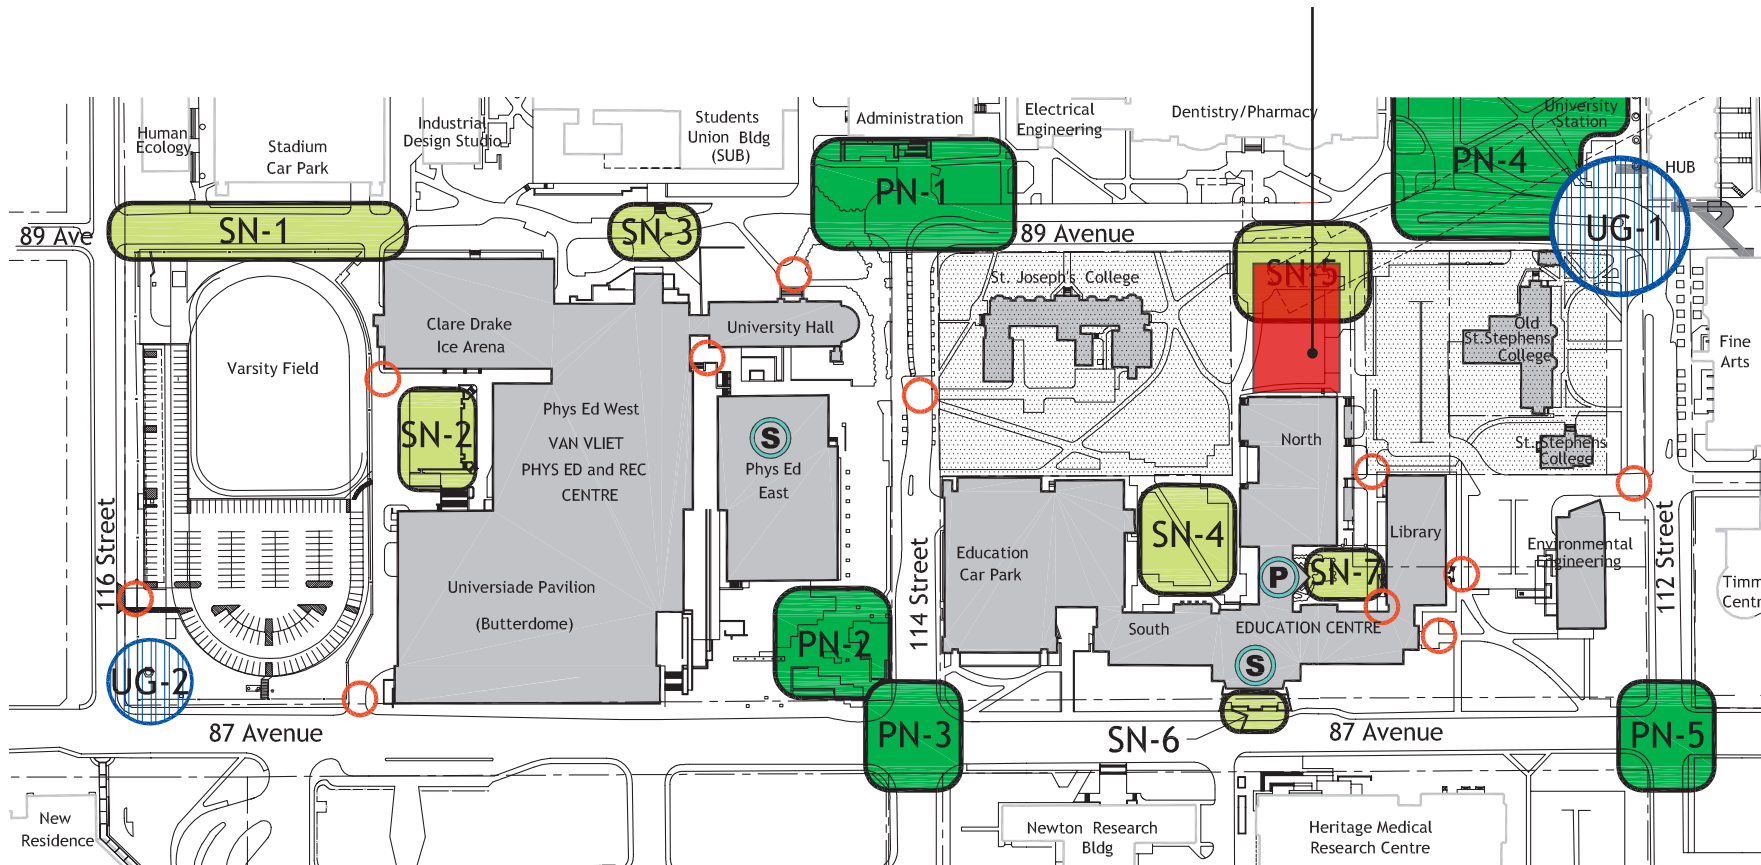 Human
Ecology
Stadium
Car Park
Industrial
Design Studio
Students
Union Bldg
(SUB)
Administration
Electrical
Engineering
Dentistry/Pharmacy
University
Station
PN-4
HUB
PN-1
SN-1
SN-3
89 Ave
89 Avenue
UG-1
SN-5
St. Joseph's College
Clare Drake
Ice Arena
University Hall
Old
St.Stephens
College
Fine
Arts
Varsity Field
Phys Ed West
VAN VLIET
PHYS ED and REC
CENTRE
SN-2
S
Phys Ed
East
North
St. Stephens
College
116 Street
114 Street
112 Street
Education
Car Park
SN-4
Library
Environmental
Engineering
P
SN-7
Universiade Pavilion
(Butterdome)
South
EDUCATION CENTRE
S
Timm
Centr
UG-2
PN-2
PN-3
SN-6
PN-5
87 Avenue
87 Avenue
New
Residence
Newton Research
Bldg
Heritage Medical
Research Centre